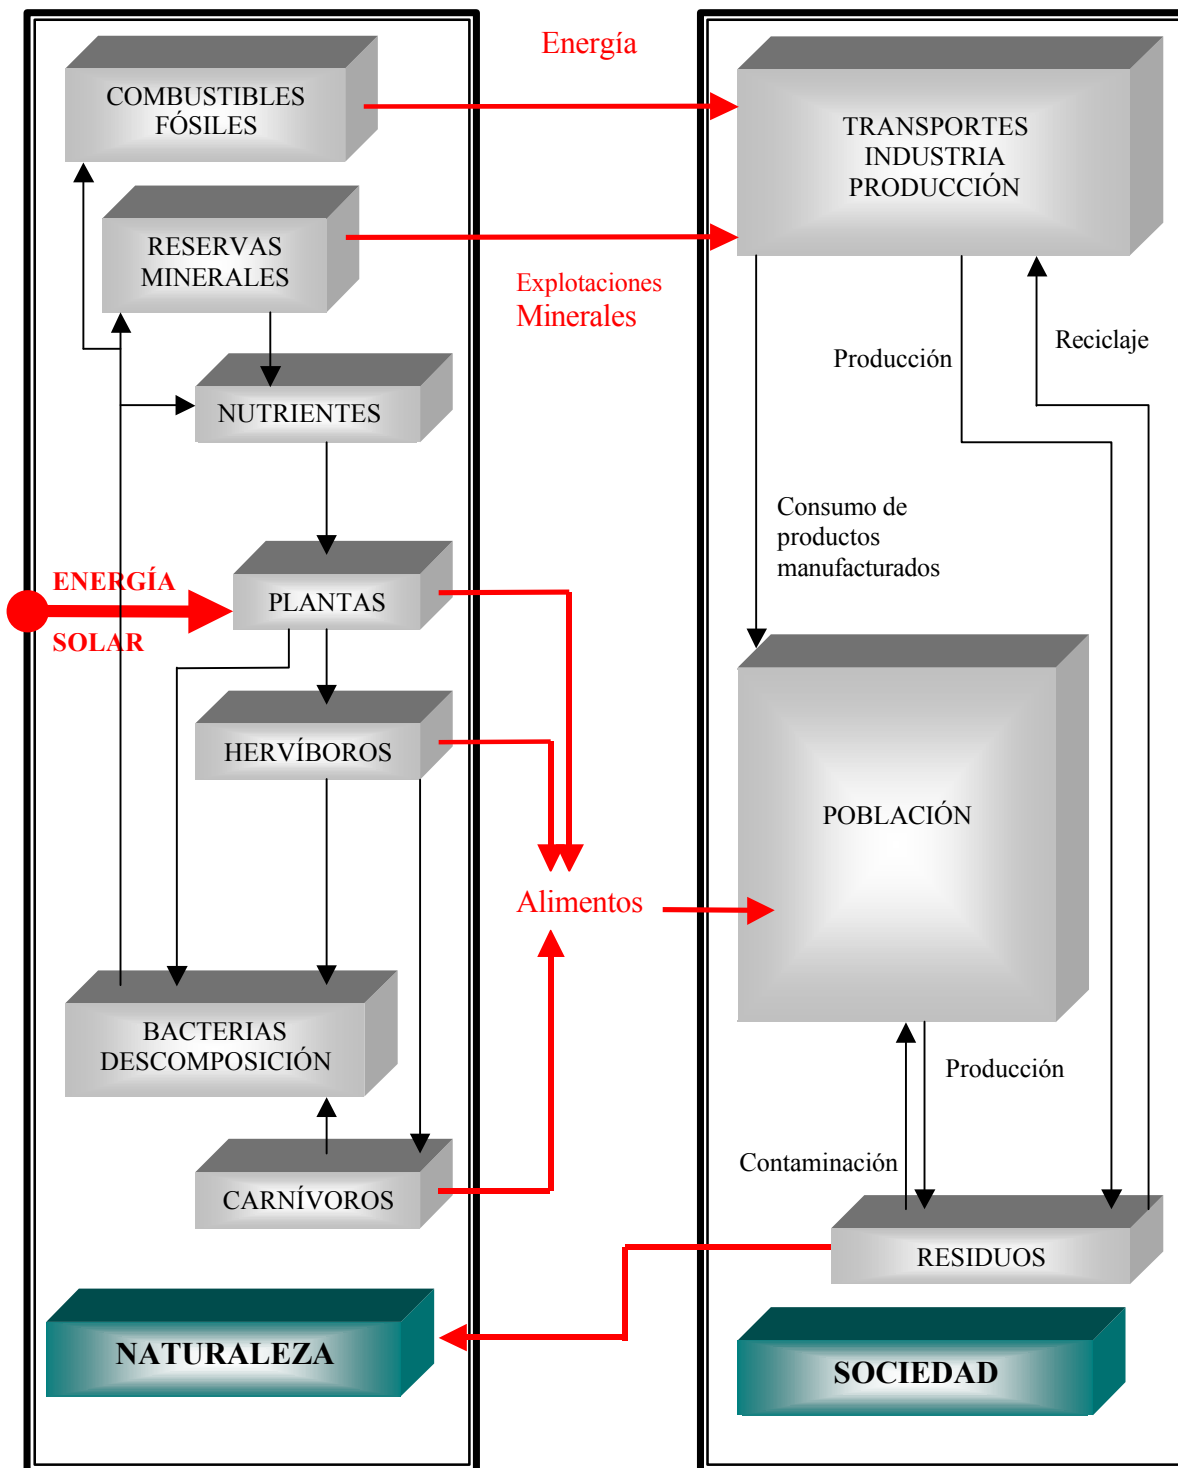 Energía
COMBUSTIBLES
FÓSILES
TRANSPORTES
INDUSTRIA
PRODUCCIÓN
RESERVAS
MINERALES
Explotaciones
Minerales
Reciclaje
Producción
NUTRIENTES
Consumo de
productos
manufacturados
ENERGÍA
SOLAR
PLANTAS
HERVÍBOROS
POBLACIÓN
Alimentos
BACTERIAS
DESCOMPOSICIÓN
Producción
Contaminación
CARNÍVOROS
RESIDUOS
NATURALEZA
SOCIEDAD